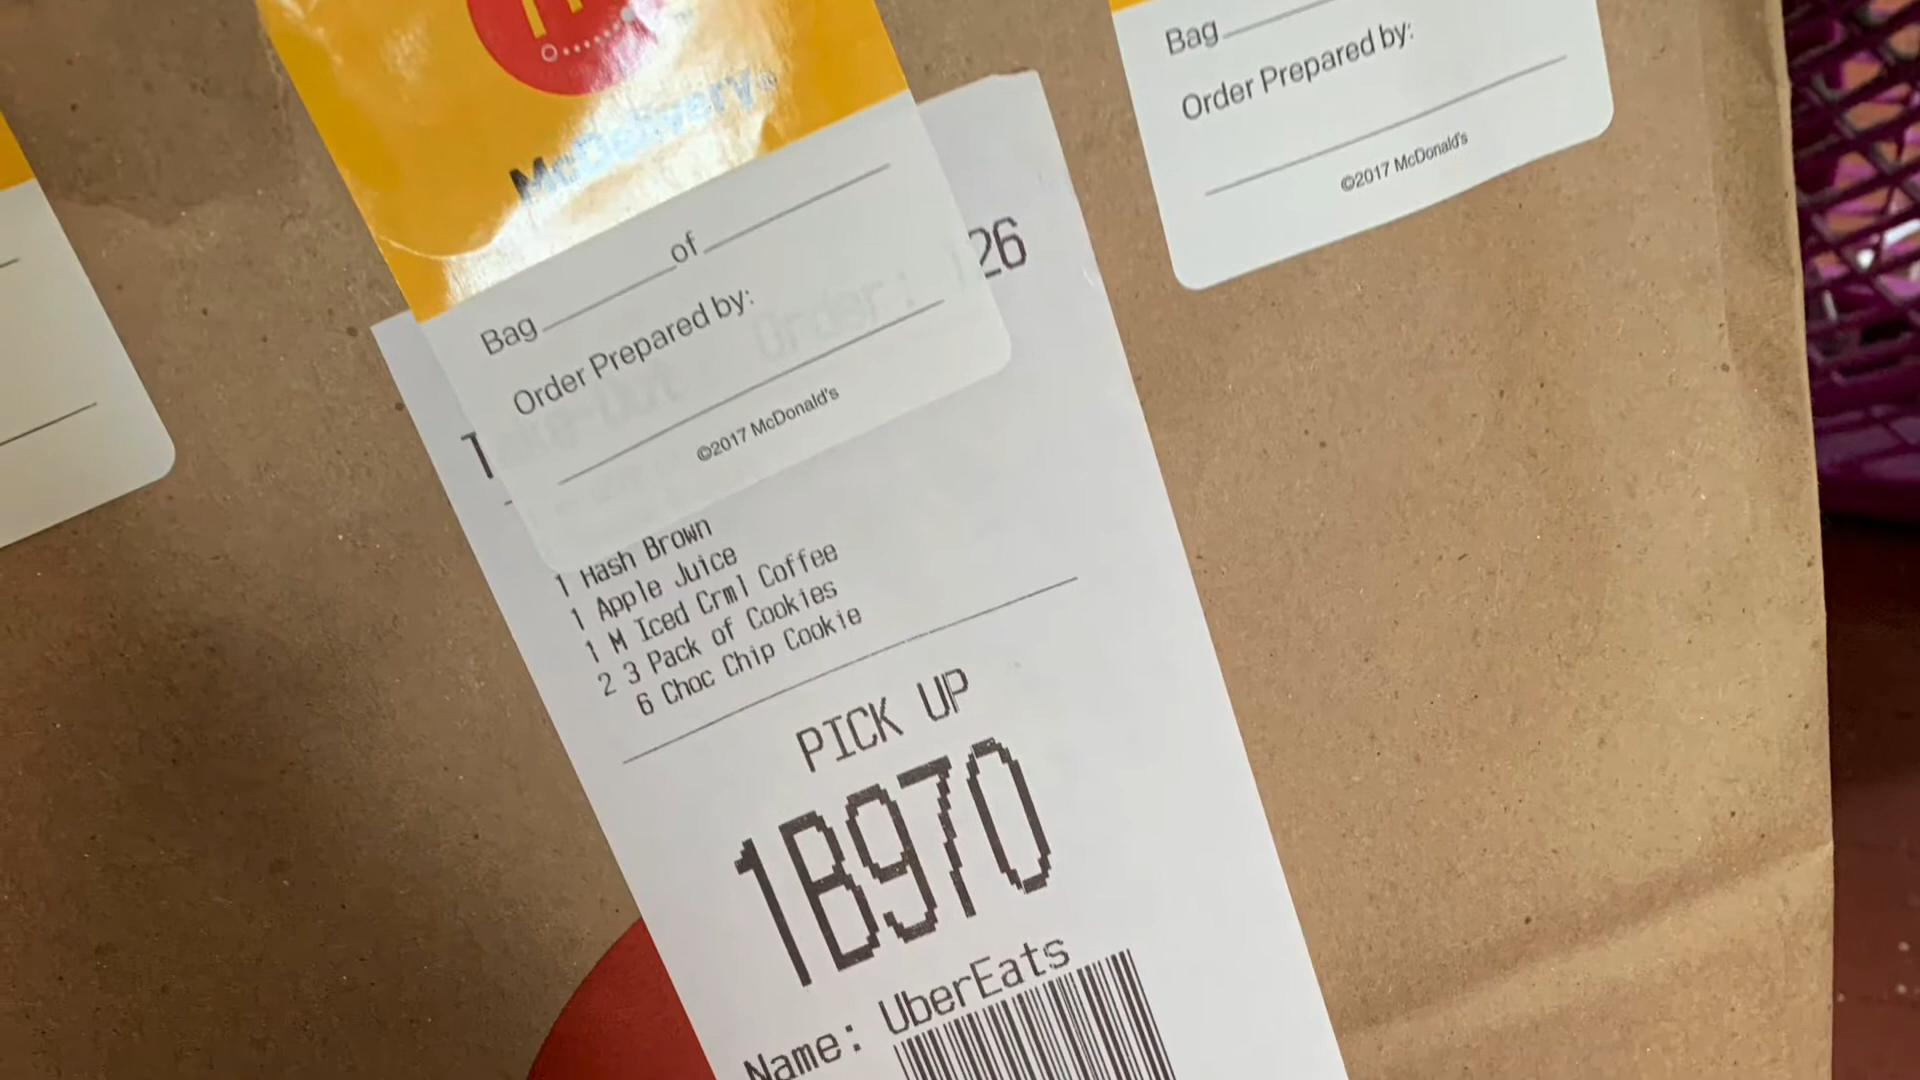 McDelivery®
Bag of
Order Prepared by:
©2017 McDonald's
Bag
Order Prepared by:
©2017 McDonald's
Order: 26
1 Hash Brown
1 Apple Juice
1 M Iced Crml Coffee
2 3 Pack of Cookies
6 Choc Chip Cookie
PICK UP
1B970
Name: UberEats